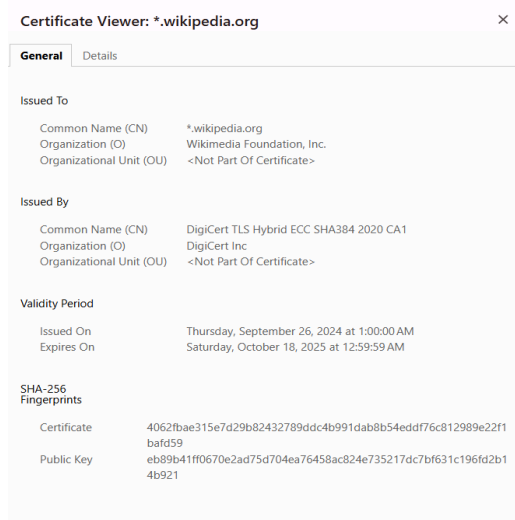 Certificate Viewer: *.wikipedia.org
General Details
Issued To
Common Name (CN) *.wikipedia.org
Organization (O) Wikimedia Foundation, Inc.
Organizational Unit (OU) <Not Part Of Certificate>
Issued By
Common Name (CN) DigiCert TLS Hybrid ECC SHA384 2020 CA1
Organization (O) DigiCert Inc
Organizational Unit (OU) <Not Part Of Certificate>
Validity Period
Issued On Thursday, September 26, 2024 at 1:00:00 AM
Expires On Saturday, October 18, 2025 at 12:59:59 AM
SHA-256
Fingerprints
Certificate 4062fbae315e7d29b82432789ddc4b991dab8b54eddf76c812989e22f1
bafd59
Public Key eb89b41ff0670e2ad75d704ea76458ac824e735217dc7bf631c196fd2b1
4b921